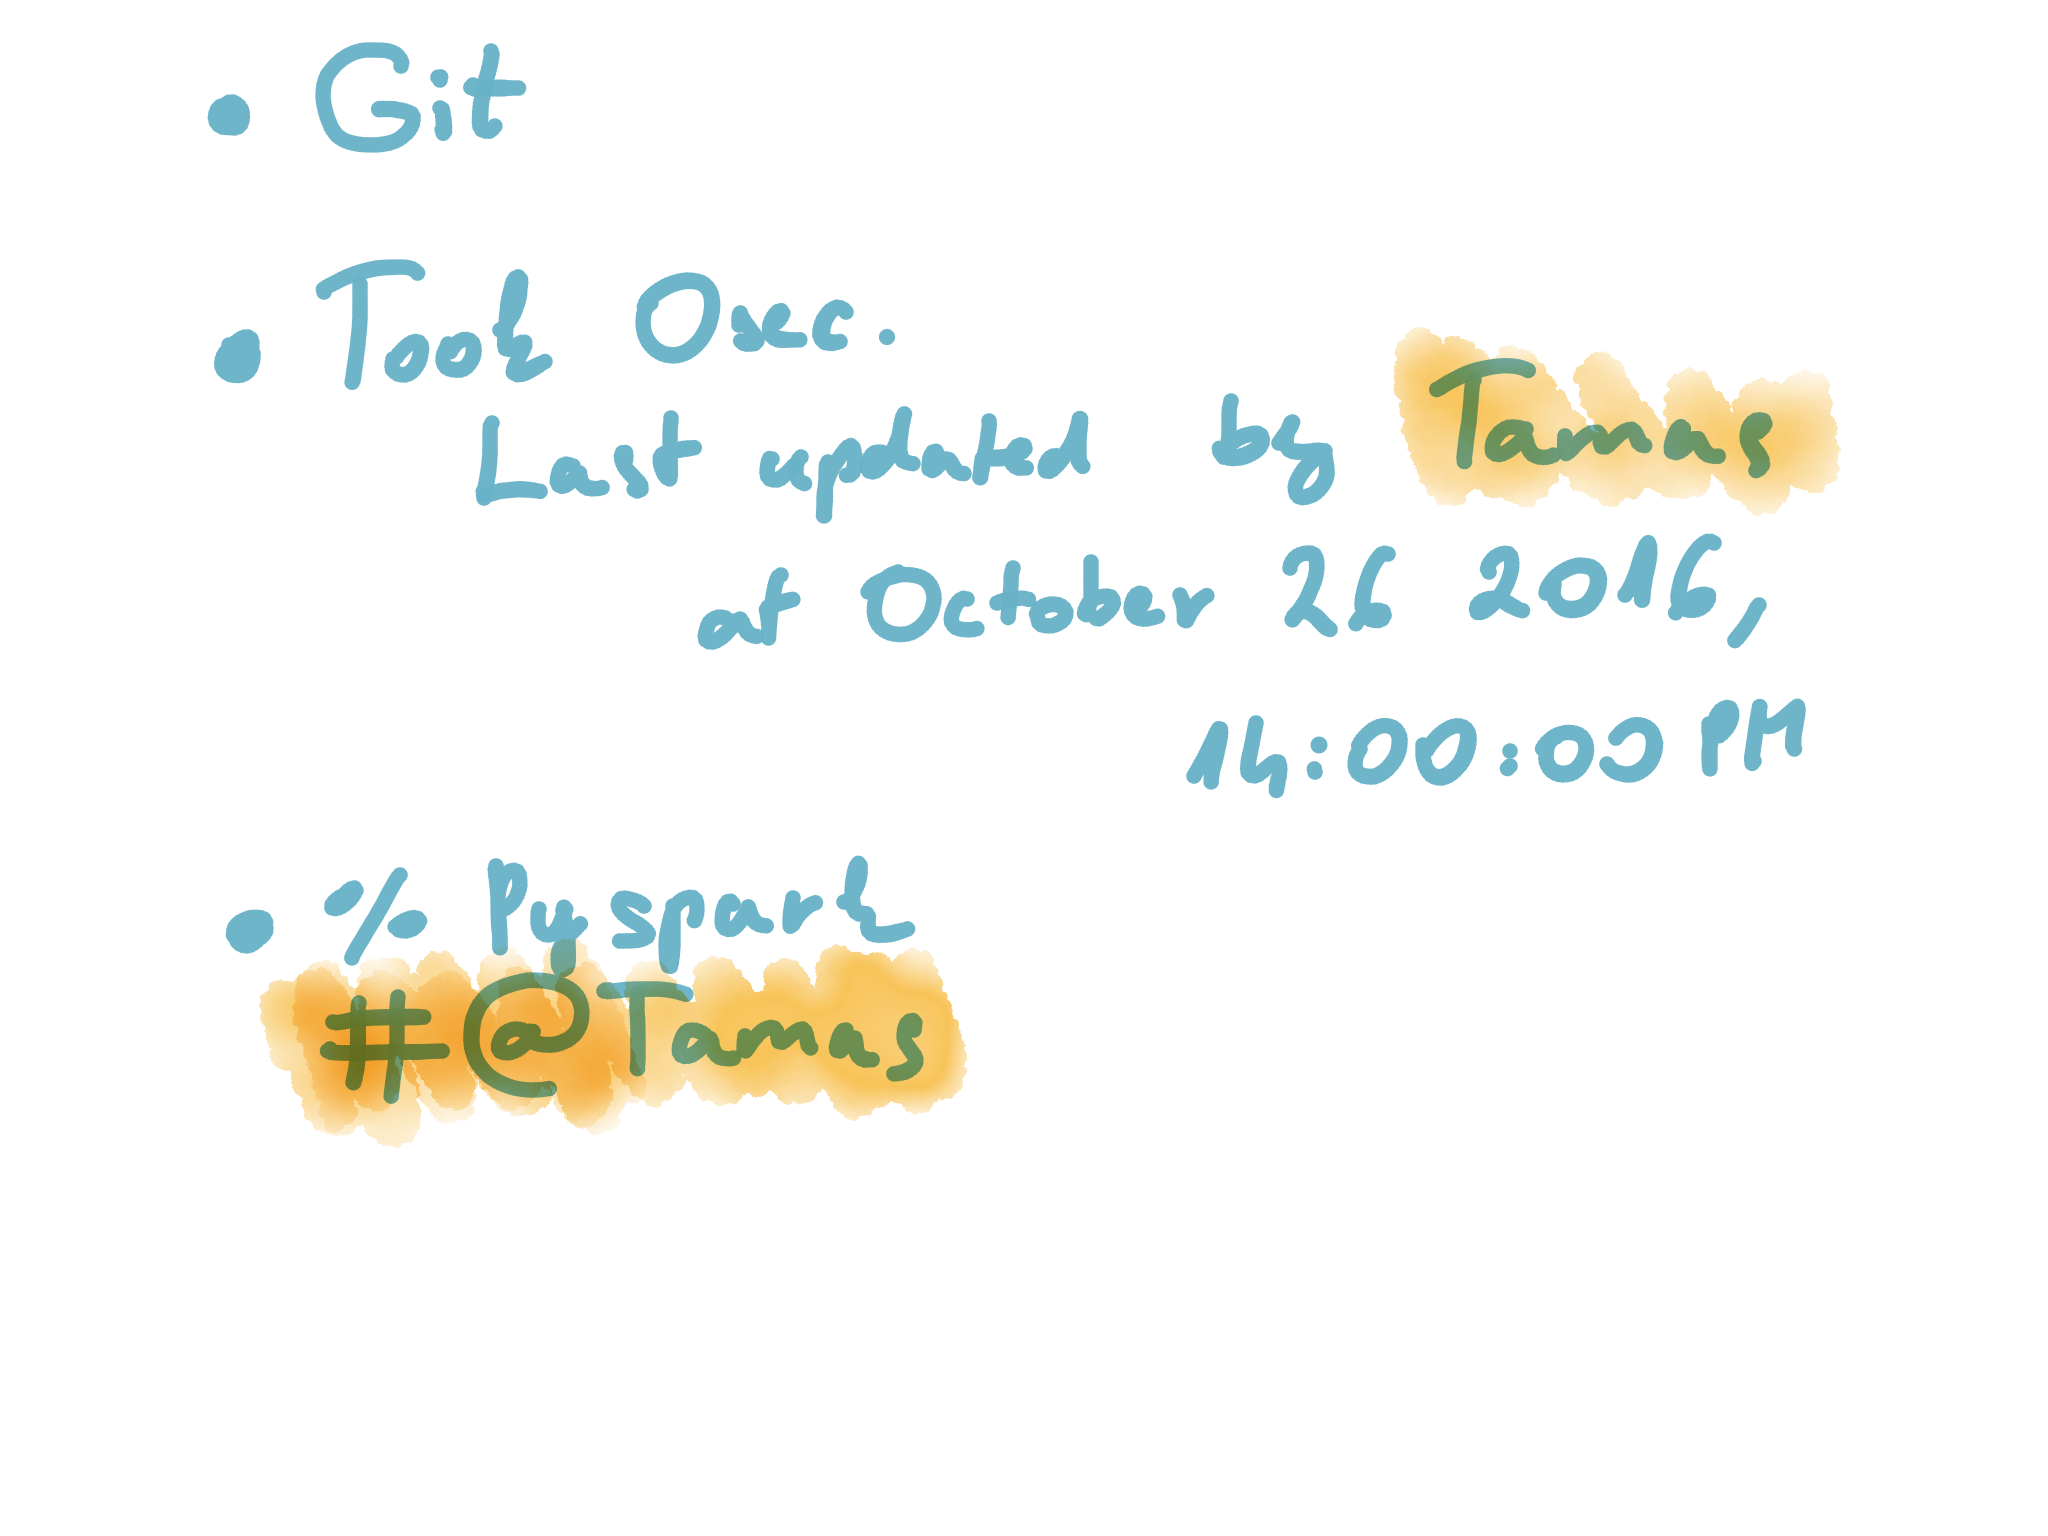 • Git
• Took 0sec.
Last updated by Tamas
at October 26 2016,
14:00:00 PM
• % Pyspark
#@Tamas